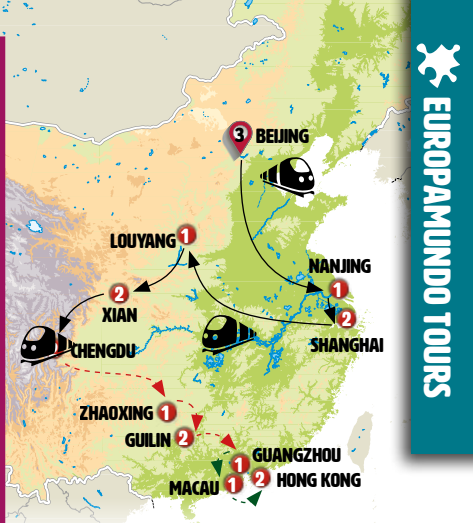 EUROPAMUNDO TOURS
3 BEIJING
LOUYANG 1
NANJING
1
2
XIAN
2
SHANGHAI
CHENGDU
ZHAOXING 1
GUILIN 2
GUANGZHOU
1
MACAU 1
2 HONG KONG